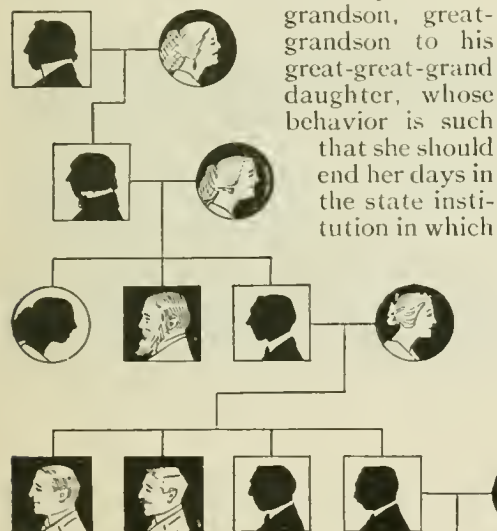 grandson, great-
grandson to his
great-great-grand
daughter, whose
behavior is such
that she should
end her days in
the state insti-
tution in which